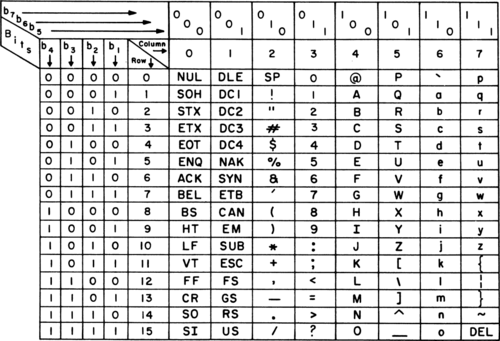 b7 b6 b5 0 0 0 0 0 1 0 1 0 0 1 1 1 0 0 1 0 1 1 1 0 1 1 1
Bits b4 b3 b2 b1 Column Row 0 1 2 3 4 5 6 7
0 0 0 0 0 NUL DLE SP 0 @ P ` p
0 0 0 1 1 SOH DC1 ! 1 A Q a q
0 0 1 0 2 STX DC2 " 2 B R b r
0 0 1 1 3 ETX DC3 # 3 C S c s
0 1 0 0 4 EOT DC4 $ 4 D T d t
0 1 0 1 5 ENQ NAK % 5 E U e u
0 1 1 0 6 ACK SYN & 6 F V f v
0 1 1 1 7 BEL ETB ' 7 G W g w
1 0 0 0 8 BS CAN ( 8 H X h x
1 0 0 1 9 HT EM ) 9 I Y i y
1 0 1 0 10 LF SUB * : J Z j z
1 0 1 1 11 VT ESC + ; K [ k {
1 1 0 0 12 FF FS , < L \ l ¦
1 1 0 1 13 CR GS — = M ] m }
1 1 1 0 14 SO RS . > N ^ n ~
1 1 1 1 15 SI US / ? O _ o DEL